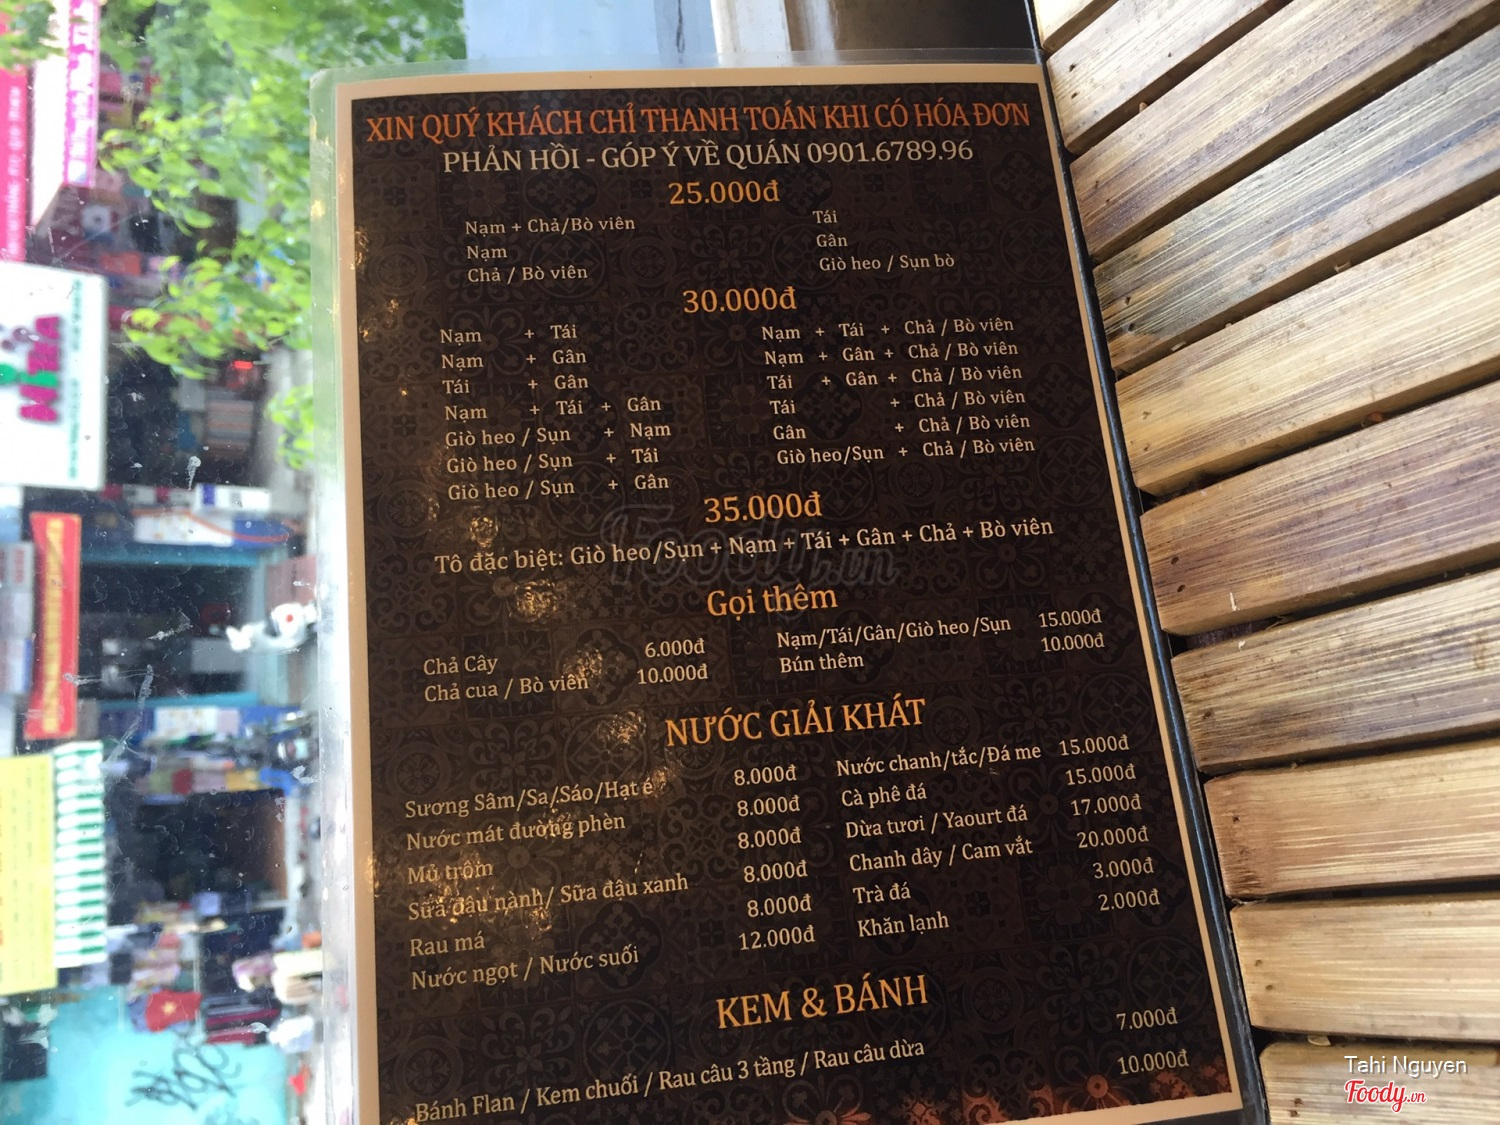 XIN QUÝ KHÁCH CHỈ THANH TOÁN KHI CÓ HÓA ĐƠN
PHẢN HỒI - GÓP Ý VỀ QUÁN 0901.6789.96
25.000đ
Nạm + Chả/Bò viên
Nạm
Chả / Bò viên
Tái
Gân
Giò heo / Sụn bò
30.000đ
Nạm + Tái
Nạm + Gân
Tái + Gân
Nạm + Tái + Gân
Giò heo / Sụn + Nạm
Giò heo / Sụn + Tái
Giò heo / Sụn + Gân
Nạm + Tái + Chả / Bò viên
Nạm + Gân + Chả / Bò viên
Tái + Gân + Chả / Bò viên
Tái + Chả / Bò viên
Gân + Chả / Bò viên
Giò heo/Sụn + Chả / Bò viên
35.000đ
Tô đặc biệt: Giò heo/Sụn + Nạm + Tái + Gân + Chả + Bò viên
Gọi thêm
Chả Cây 6.000đ
Chả cua / Bò viên 10.000đ
Nạm/Tái/Gân/Giò heo/Sụn 15.000đ
Bún thêm 10.000đ
NƯỚC GIẢI KHÁT
Sương Sâm/Sa/Sáo/Hạt é 8.000đ
Nước mát đường phèn 8.000đ
Mủ trôm 8.000đ
Sữa đậu nành/ Sữa đậu xanh 8.000đ
Rau má 8.000đ
Nước ngọt / Nước suối 12.000đ
Nước chanh/tắc/Đá me 15.000đ
Cà phê đá 15.000đ
Dừa tươi / Yaourt đá 17.000đ
Chanh dây / Cam vắt 20.000đ
Trà đá 3.000đ
Khăn lạnh 2.000đ
KEM & BÁNH
Bánh Flan / Kem chuối / Rau câu 3 tầng / Rau câu dừa 7.000đ
10.000đ
Foody.vn
Tahi Nguyen
Foody.vn